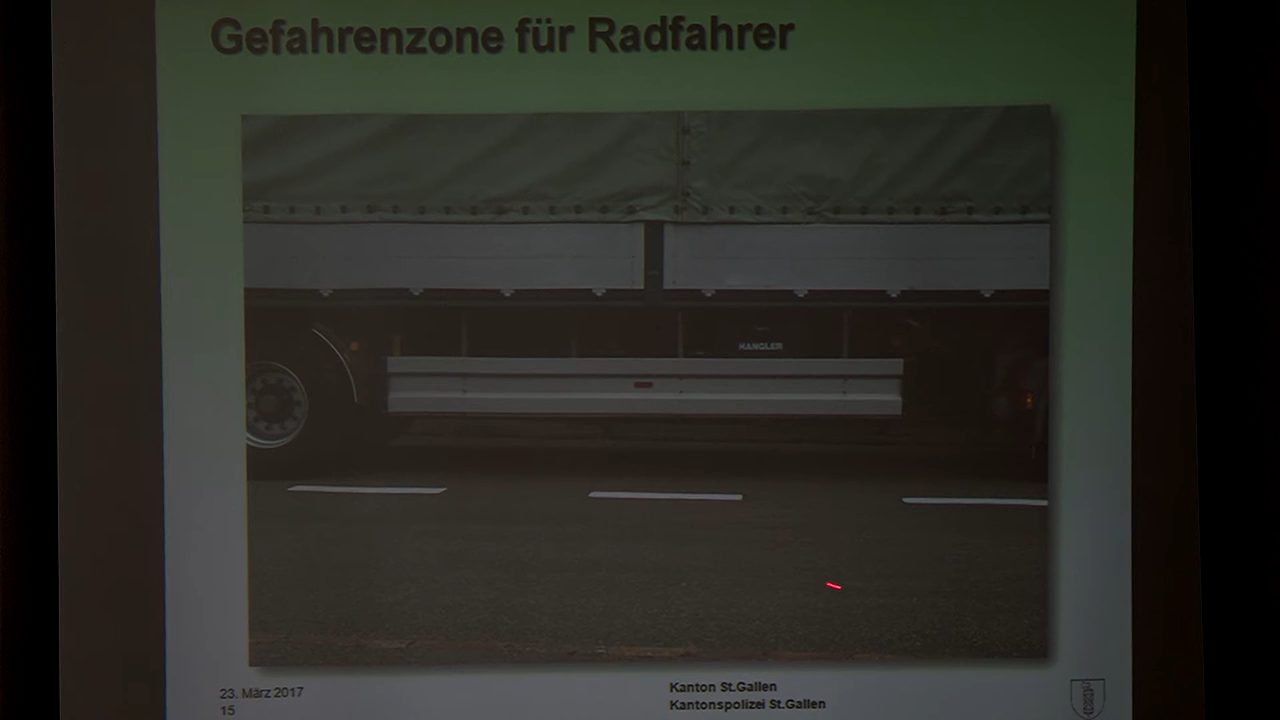 Gefahrenzone für Radfahrer
HANGLER
23. März 2017
15
Kanton St.Gallen
Kantonspolizei St.Gallen